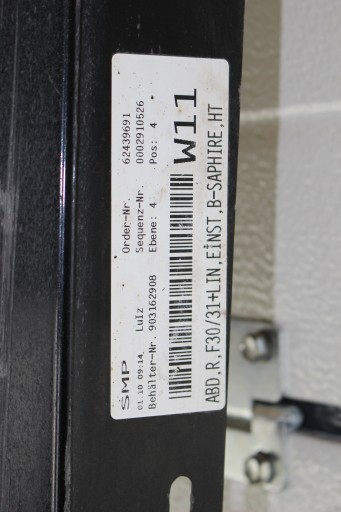 SMP Order-Nr. 62439691
01.10 09:14. LuIz Sequenz-Nr. 0002910526
Behälter-Nr. 903162908 Ebene: 4 Pos: 4
W11
ABD,R,F30/31+LIN,EINST,B-SAPHIRE,HT